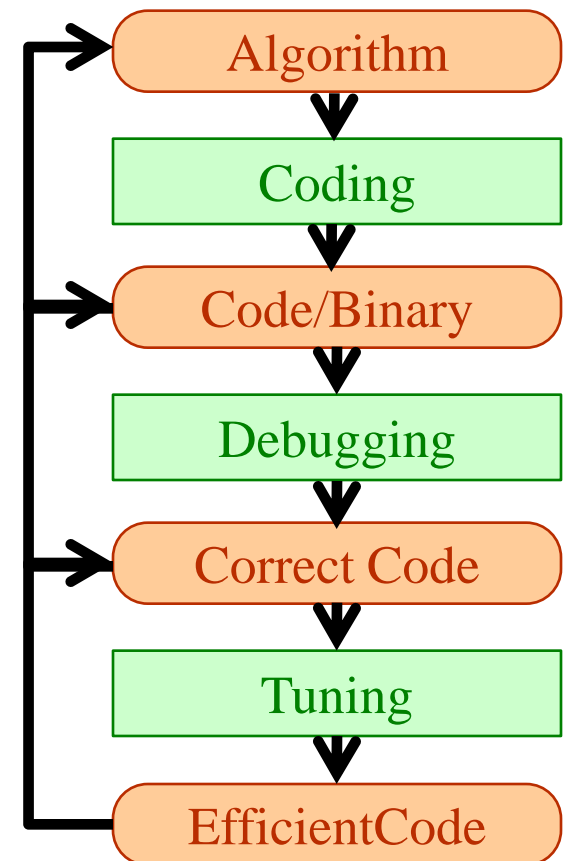 Algorithm
Coding
Code/Binary
Debugging
Correct Code
Tuning
EfficientCode